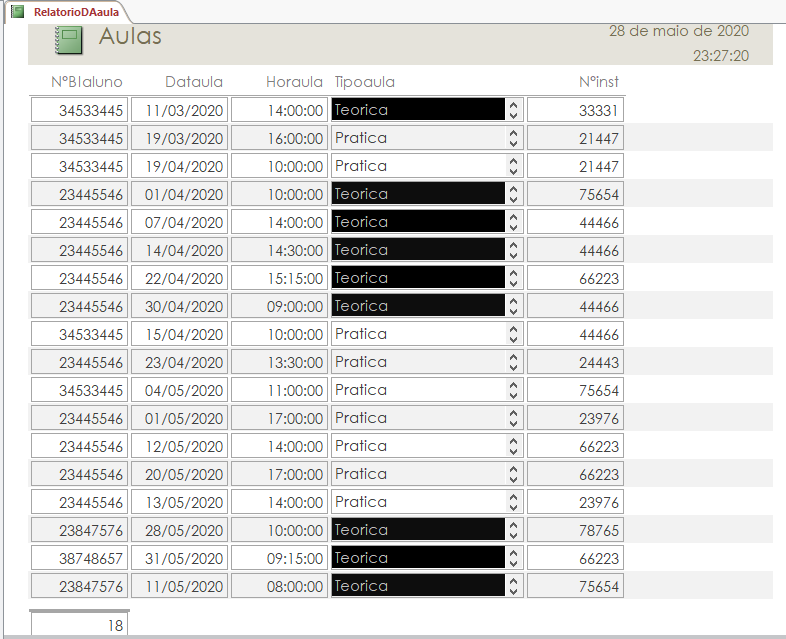 RelatorioDAaula
Aulas
28 de maio de 2020
23:27:20
NºBIaluno Dataula Horaula Tipoaula Nºinst
34533445 11/03/2020 14:00:00 Teorica 33331
34533445 19/03/2020 16:00:00 Pratica 21447
34533445 19/04/2020 10:00:00 Pratica 21447
23445546 01/04/2020 10:00:00 Teorica 75654
23445546 07/04/2020 14:00:00 Teorica 44466
23445546 14/04/2020 14:30:00 Teorica 44466
23445546 22/04/2020 15:15:00 Teorica 66223
23445546 30/04/2020 09:00:00 Teorica 44466
34533445 15/04/2020 10:00:00 Pratica 44466
23445546 23/04/2020 13:30:00 Pratica 24443
34533445 04/05/2020 11:00:00 Pratica 75654
23445546 01/05/2020 17:00:00 Pratica 23976
23445546 12/05/2020 14:00:00 Pratica 66223
23445546 20/05/2020 17:00:00 Pratica 66223
23445546 13/05/2020 14:00:00 Pratica 23976
23847576 28/05/2020 10:00:00 Teorica 78765
38748657 31/05/2020 09:15:00 Teorica 66223
23847576 11/05/2020 08:00:00 Teorica 75654
18